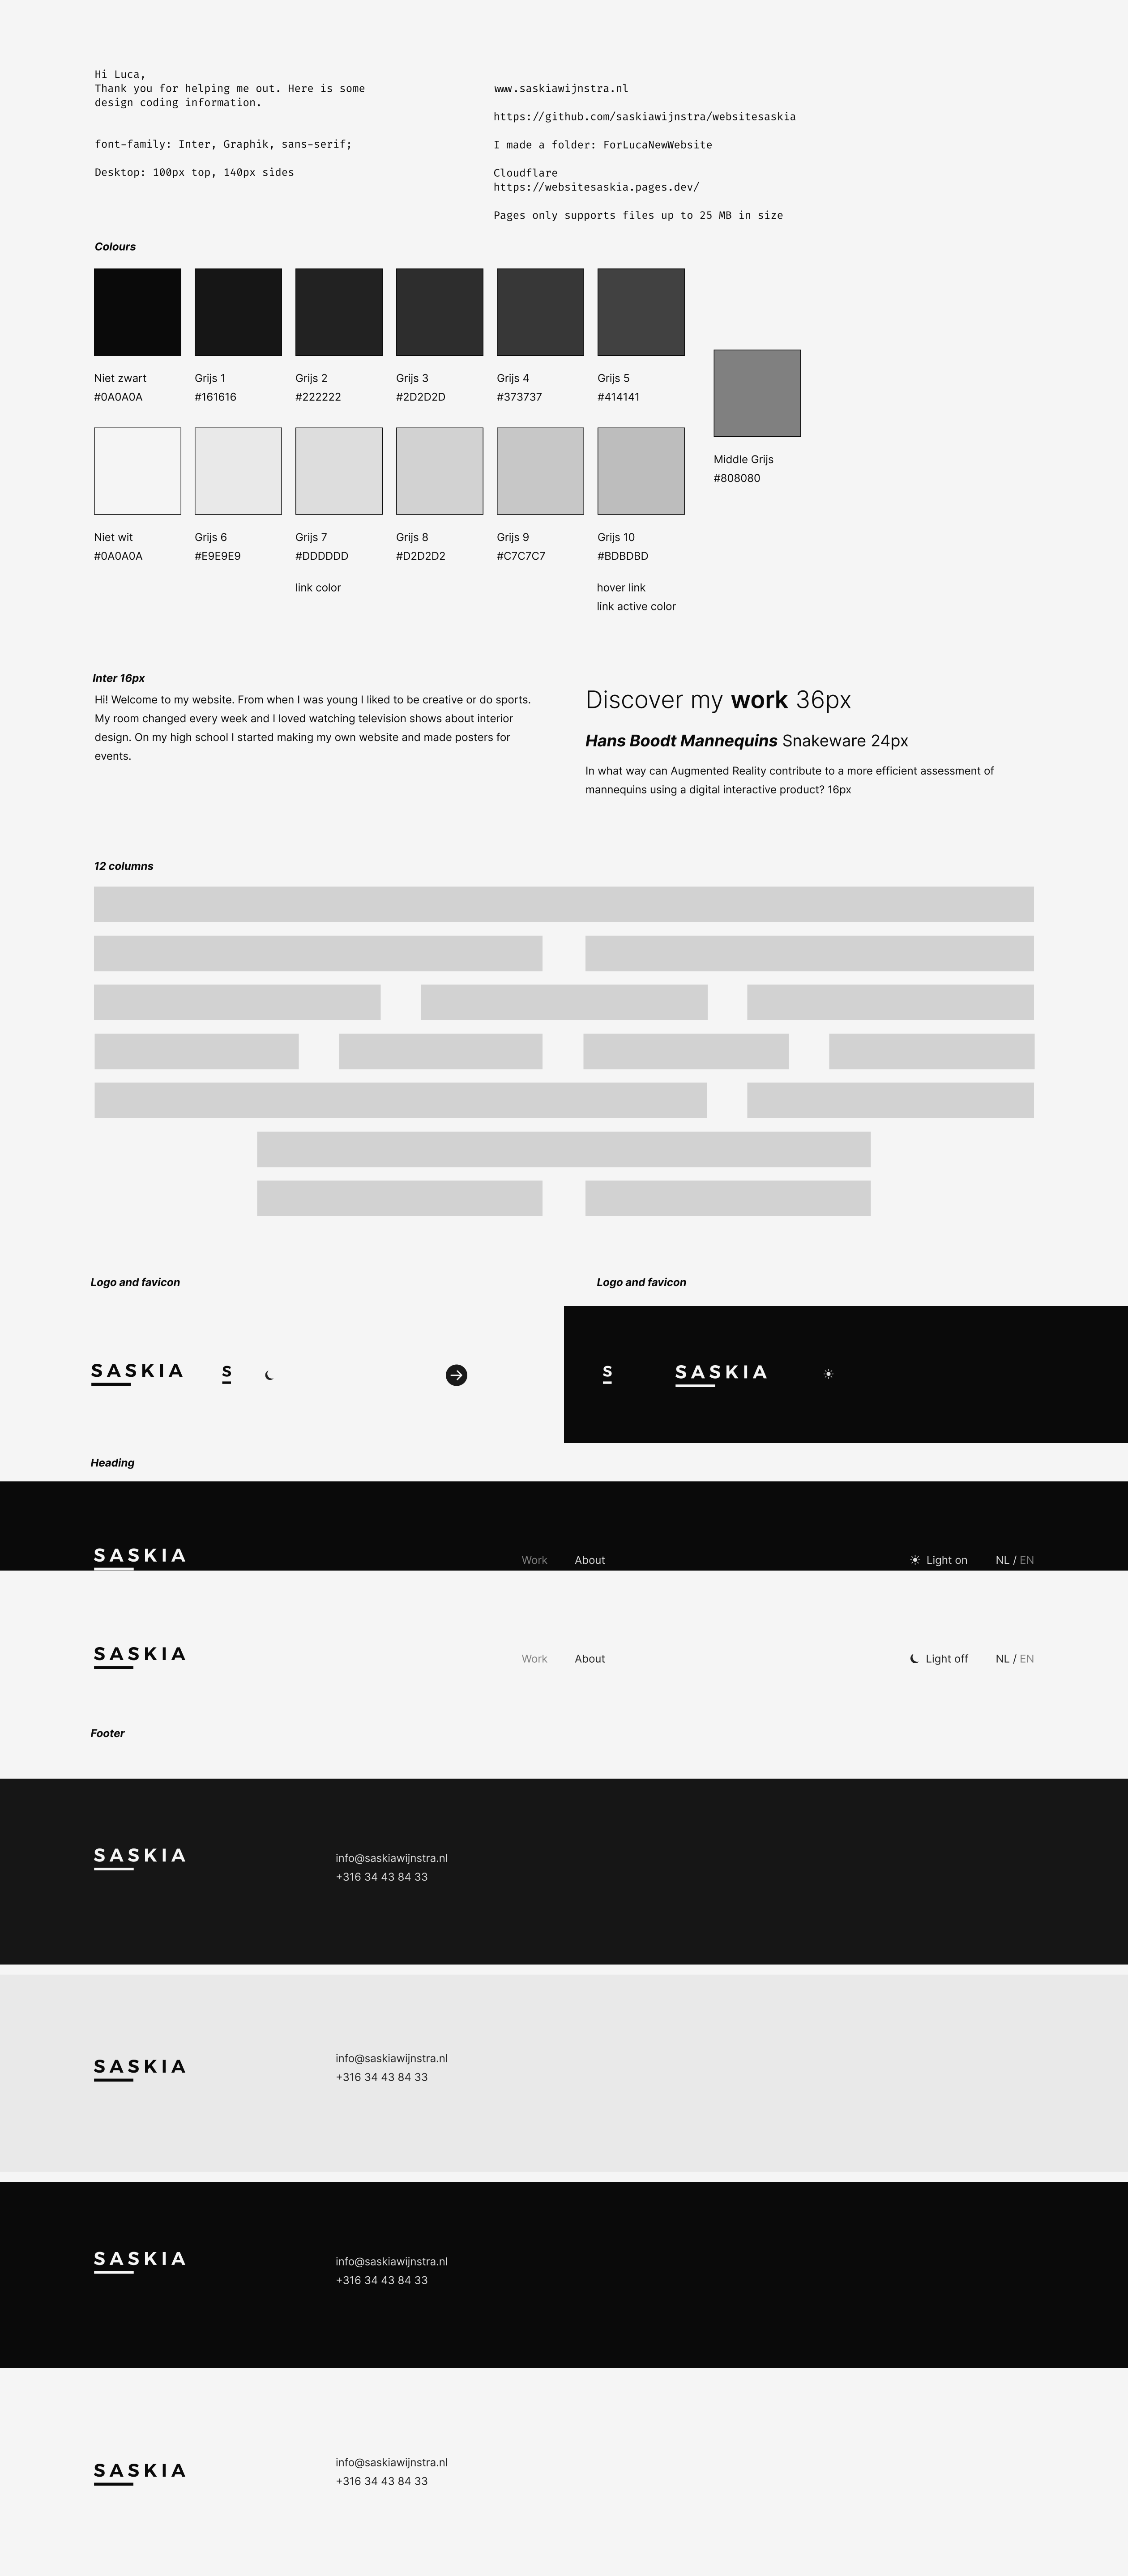 Hi Luca,
Thank you for helping me out. Here is some
design coding information.
font-family: Inter, Graphik, sans-serif;
Desktop: 100px top, 140px sides
www.saskiawijnstra.nl
https://github.com/saskiawijnstra/websitesaskia
I made a folder: ForLucaNewWebsite
Cloudflare
https://websitesaskia.pages.dev/
Pages only supports files up to 25 MB in size
Colours
Niet zwart
#0A0A0A
Grijs 1
#161616
Grijs 2
#222222
Grijs 3
#2D2D2D
Grijs 4
#373737
Grijs 5
#414141
Middle Grijs
#808080
Niet wit
#0A0A0A
Grijs 6
#E9E9E9
Grijs 7
#DDDDDD
link color
Grijs 8
#D2D2D2
Grijs 9
#C7C7C7
Grijs 10
#BDBDBD
hover link
link active color
Inter 16px
Hi! Welcome to my website. From when I was young I liked to be creative or do sports.
My room changed every week and I loved watching television shows about interior
design. On my high school I started making my own website and made posters for
events.
Discover my work 36px
Hans Boodt Mannequins Snakeware 24px
In what way can Augmented Reality contribute to a more efficient assessment of
mannequins using a digital interactive product? 16px
12 columns
Logo and favicon
SASKIA
S
Logo and favicon
S
SASKIA
Heading
SASKIA
Work
About
Light on
NL / EN
SASKIA
Work
About
Light off
NL / EN
Footer
SASKIA
info@saskiawijnstra.nl
+316 34 43 84 33
SASKIA
info@saskiawijnstra.nl
+316 34 43 84 33
SASKIA
info@saskiawijnstra.nl
+316 34 43 84 33
SASKIA
info@saskiawijnstra.nl
+316 34 43 84 33